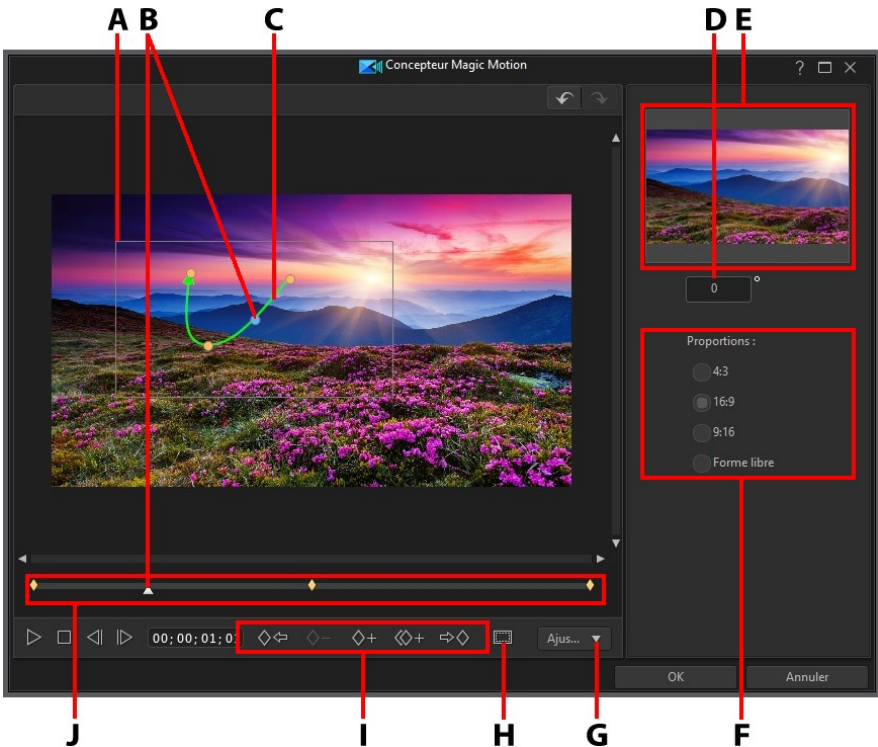 A B C D E
Concepteur Magic Motion
0 °
Proportions :
4:3
16:9
9:16
Forme libre
00;00;01;0
Ajus...
OK Annuler
J I H G F